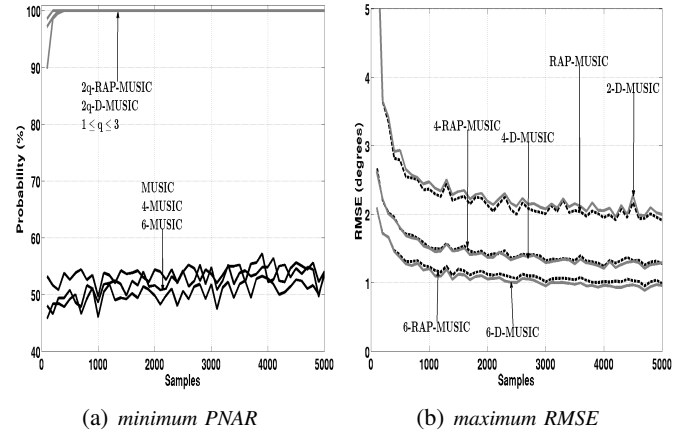 100
90
80
70
60
50
40
0
1000
2000
3000
4000
5000
Probability (%)
Samples
2q-RAP-MUSIC
2q-D-MUSIC
1 ≤ q ≤ 3
MUSIC
4-MUSIC
6-MUSIC
(a) minimum PNAR
5
4
3
2
1
0
0
1000
2000
3000
4000
5000
RMSE (degrees)
Samples
RAP-MUSIC
2-D-MUSIC
4-RAP-MUSIC
4-D-MUSIC
6-RAP-MUSIC
6-D-MUSIC
(b) maximum RMSE